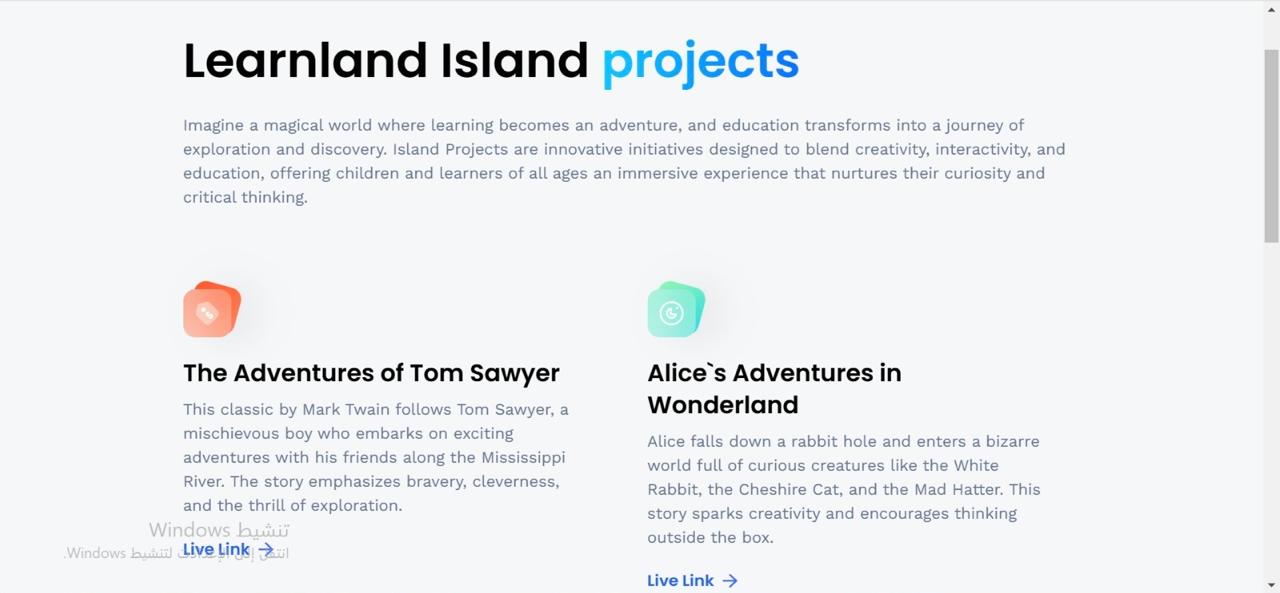 Learnland Island projects
Imagine a magical world where learning becomes an adventure, and education transforms into a journey of
exploration and discovery. Island Projects are innovative initiatives designed to blend creativity, interactivity, and
education, offering children and learners of all ages an immersive experience that nurtures their curiosity and
critical thinking.
The Adventures of Tom Sawyer
This classic by Mark Twain follows Tom Sawyer, a
mischievous boy who embarks on exciting
adventures with his friends along the Mississippi
River. The story emphasizes bravery, cleverness,
and the thrill of exploration.
Live Link
Alice`s Adventures in
Wonderland
Alice falls down a rabbit hole and enters a bizarre
world full of curious creatures like the White
Rabbit, the Cheshire Cat, and the Mad Hatter. This
story sparks creativity and encourages thinking
outside the box.
Live Link
تنشيط Windows
انتقل إلى الإعدادات لتنشيط Windows.